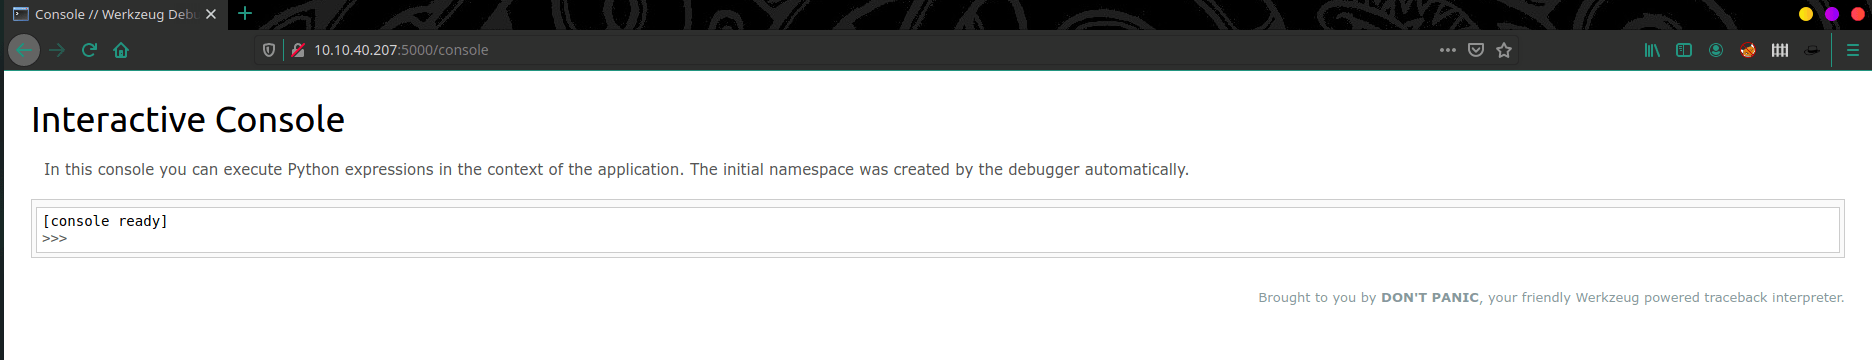 Console // Werkzeug Debu
10.10.40.207:5000/console
Interactive Console
In this console you can execute Python expressions in the context of the application. The initial namespace was created by the debugger automatically.
[console ready]
>>>
Brought to you by DON'T PANIC, your friendly Werkzeug powered traceback interpreter.